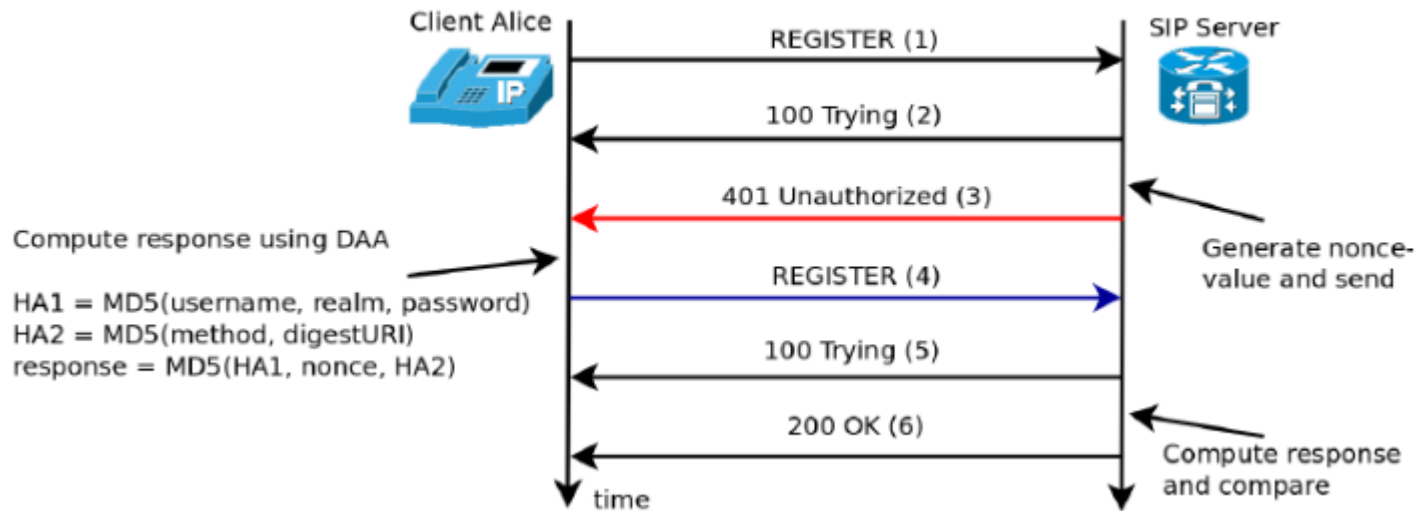 Client Alice
SIP Server
REGISTER (1)
IP
100 Trying (2)
401 Unauthorized (3)
Generate nonce-
value and send
Compute response using DAA
REGISTER (4)
HA1 = MD5(username, realm, password)
HA2 = MD5(method, digestURI)
response = MD5(HA1, nonce, HA2)
100 Trying (5)
200 OK (6)
Compute response
and compare
time